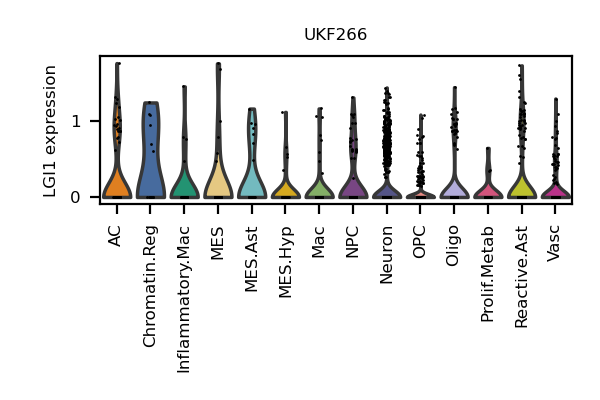 UKF266
LGI1 expression
1
0
AC
Chromatin.Reg
Inflammatory.Mac
MES
MES.Ast
MES.Hyp
Mac
NPC
Neuron
OPC
Oligo
Prolif.Metab
Reactive.Ast
Vasc